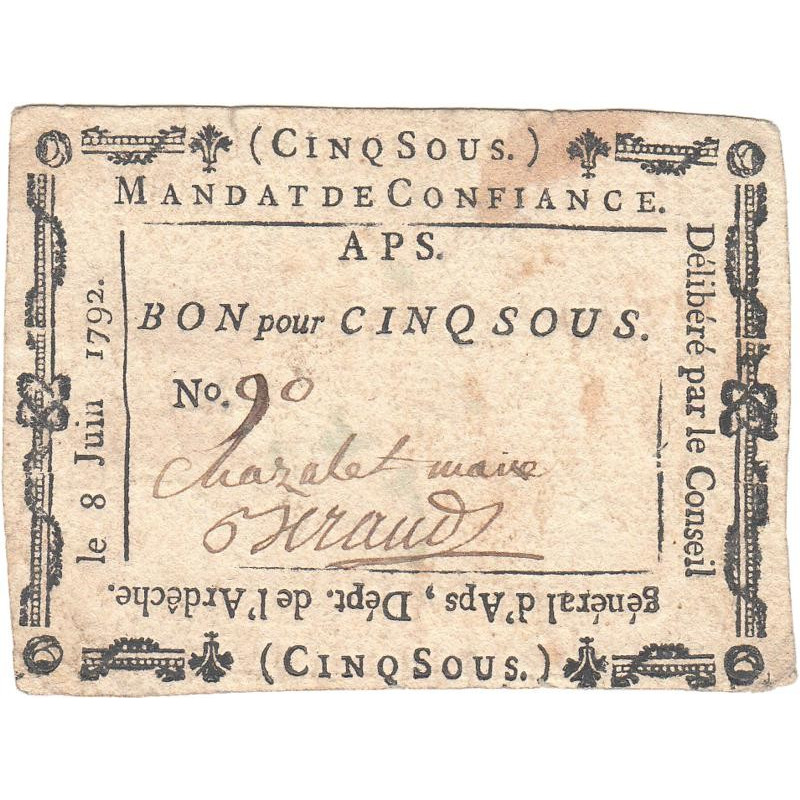 (CINQ SOUS.)
MANDAT DE CONFIANCE.
APS.
BON pour CINQ SOUS.
No. 90
Chazalet maire
Délibéré par le Conseil
général d'Aps, Dépt. de l'Ardêche.
le 8 Juin 1792.
(CINQ SOUS.)